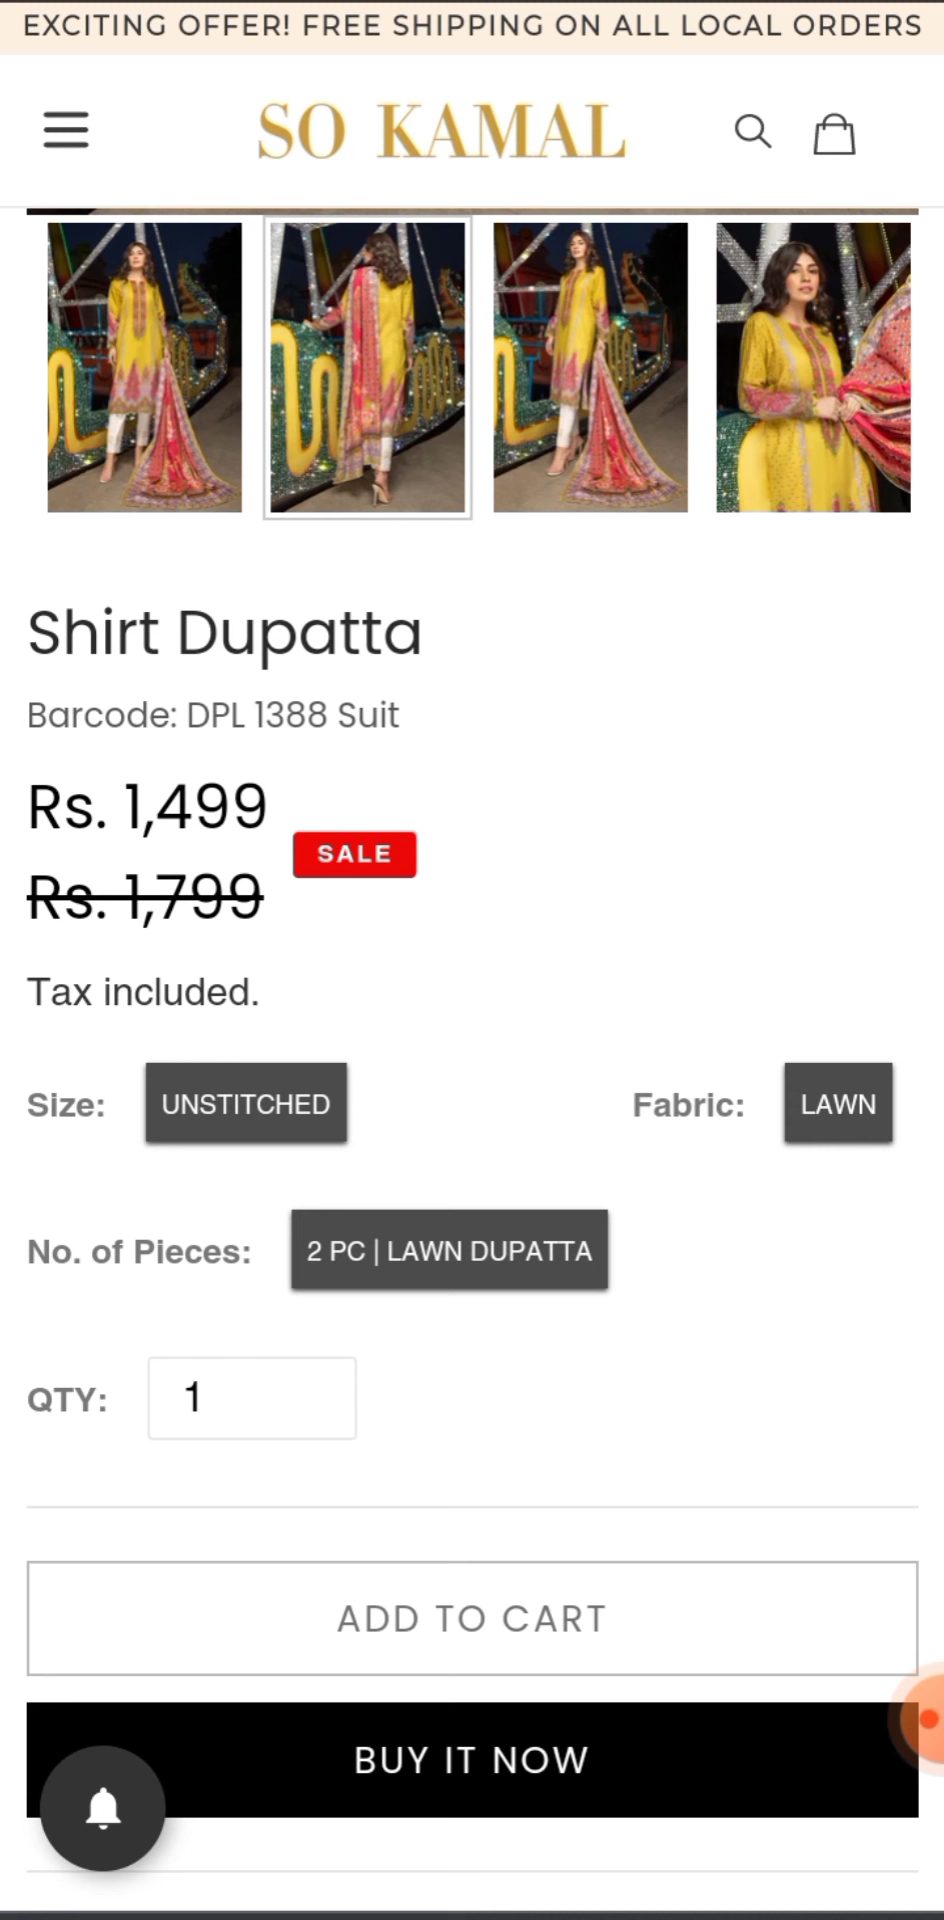 EXCITING OFFER! FREE SHIPPING ON ALL LOCAL ORDERS
SO KAMAL
Shirt Dupatta
Barcode: DPL 1388 Suit
Rs. 1,499
SALE
Rs. 1,799
Tax included.
Size: UNSTITCHED Fabric: LAWN
No. of Pieces: 2 PC | LAWN DUPATTA
QTY: 1
ADD TO CART
BUY IT NOW